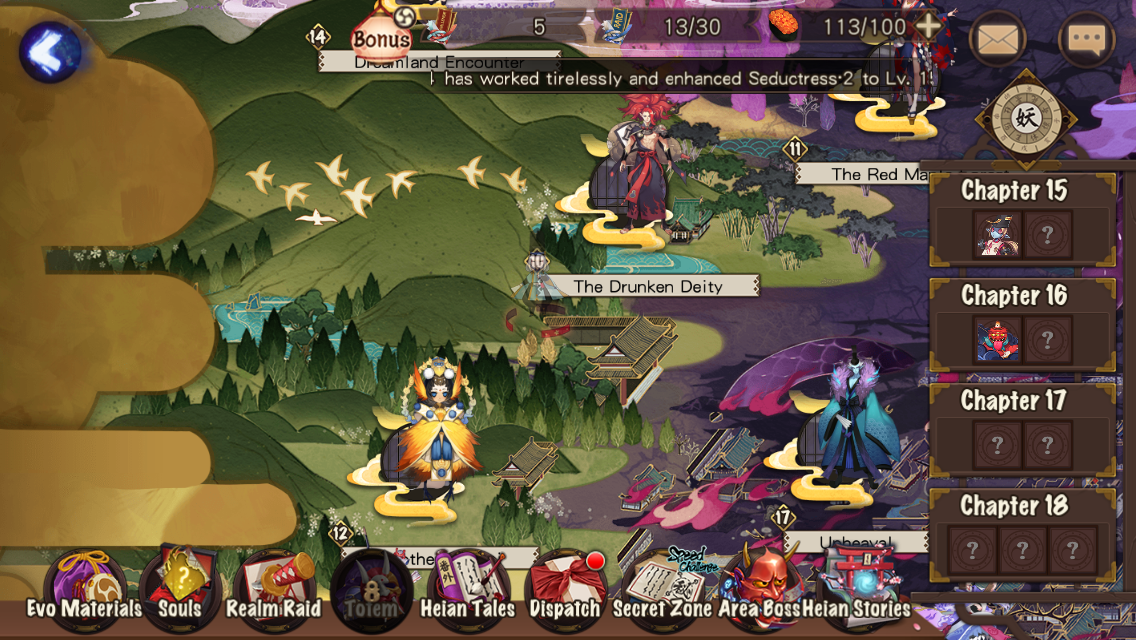 14
Bonus
5
13/30
113/100
Dreamland Encounter
has worked tirelessly and enhanced Seductress·2 to Lv. 1!
妖
11
The Red Ma
Chapter 15
?
10
The Drunken Deity
Chapter 16
?
Chapter 17
? ?
17
Upheaval
Chapter 18
? ? ?
12
othe
Speed
Challenge
Evo Materials
Souls
Realm Raid
Totem
Heian Tales
Dispatch
Secret Zone
Area Boss
Heian Stories